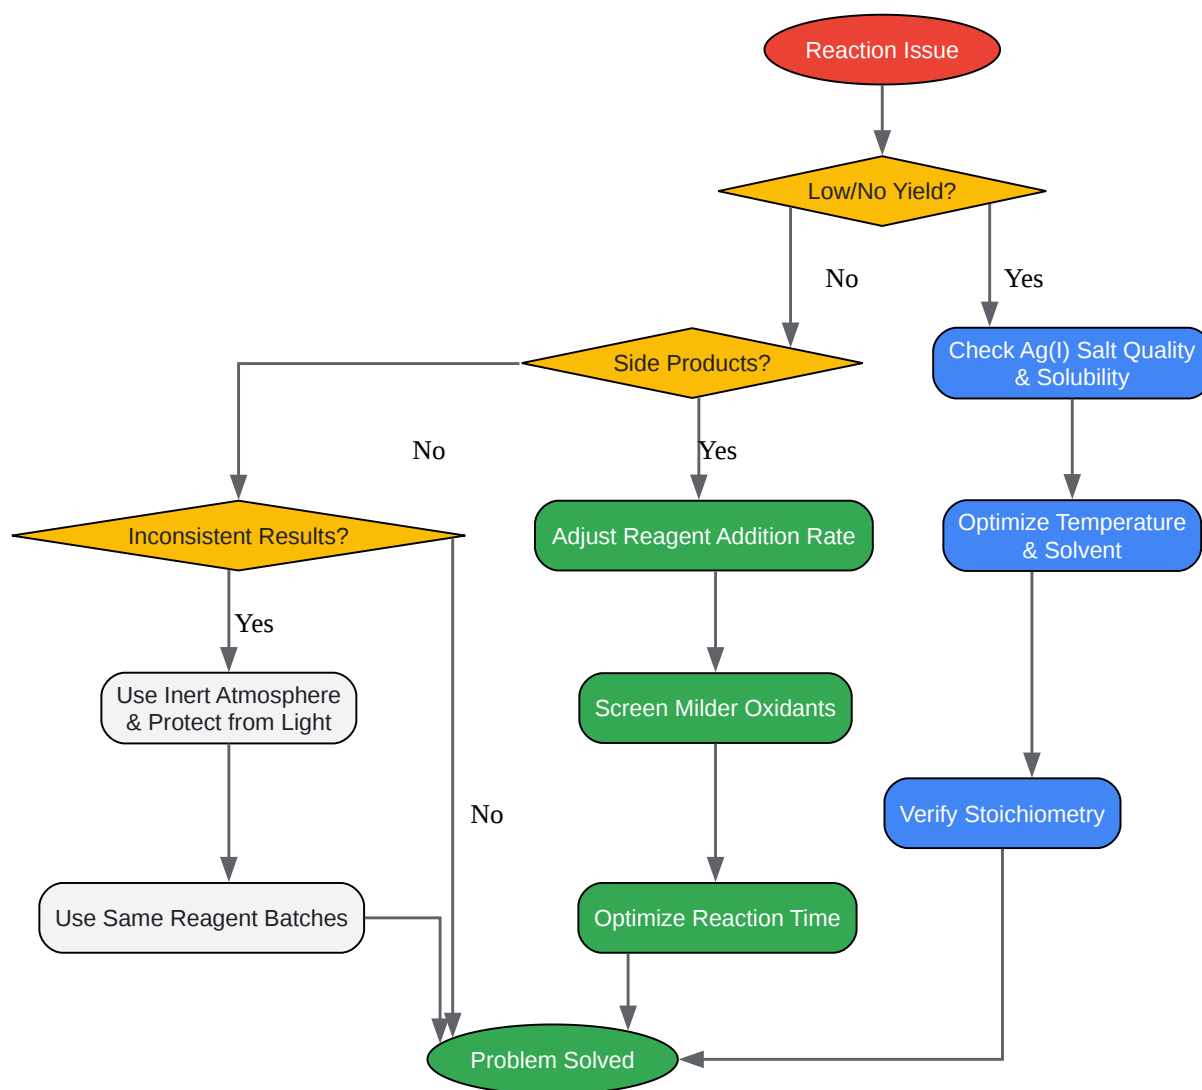 Reaction Issue
Low/No Yield?
No
Yes
Side Products?
Check Ag(I) Salt Quality
& Solubility
No
Yes
Inconsistent Results?
Adjust Reagent Addition Rate
Optimize Temperature
& Solvent
Yes
Use Inert Atmosphere
& Protect from Light
Screen Milder Oxidants
No
Verify Stoichiometry
Use Same Reagent Batches
Optimize Reaction Time
Problem Solved